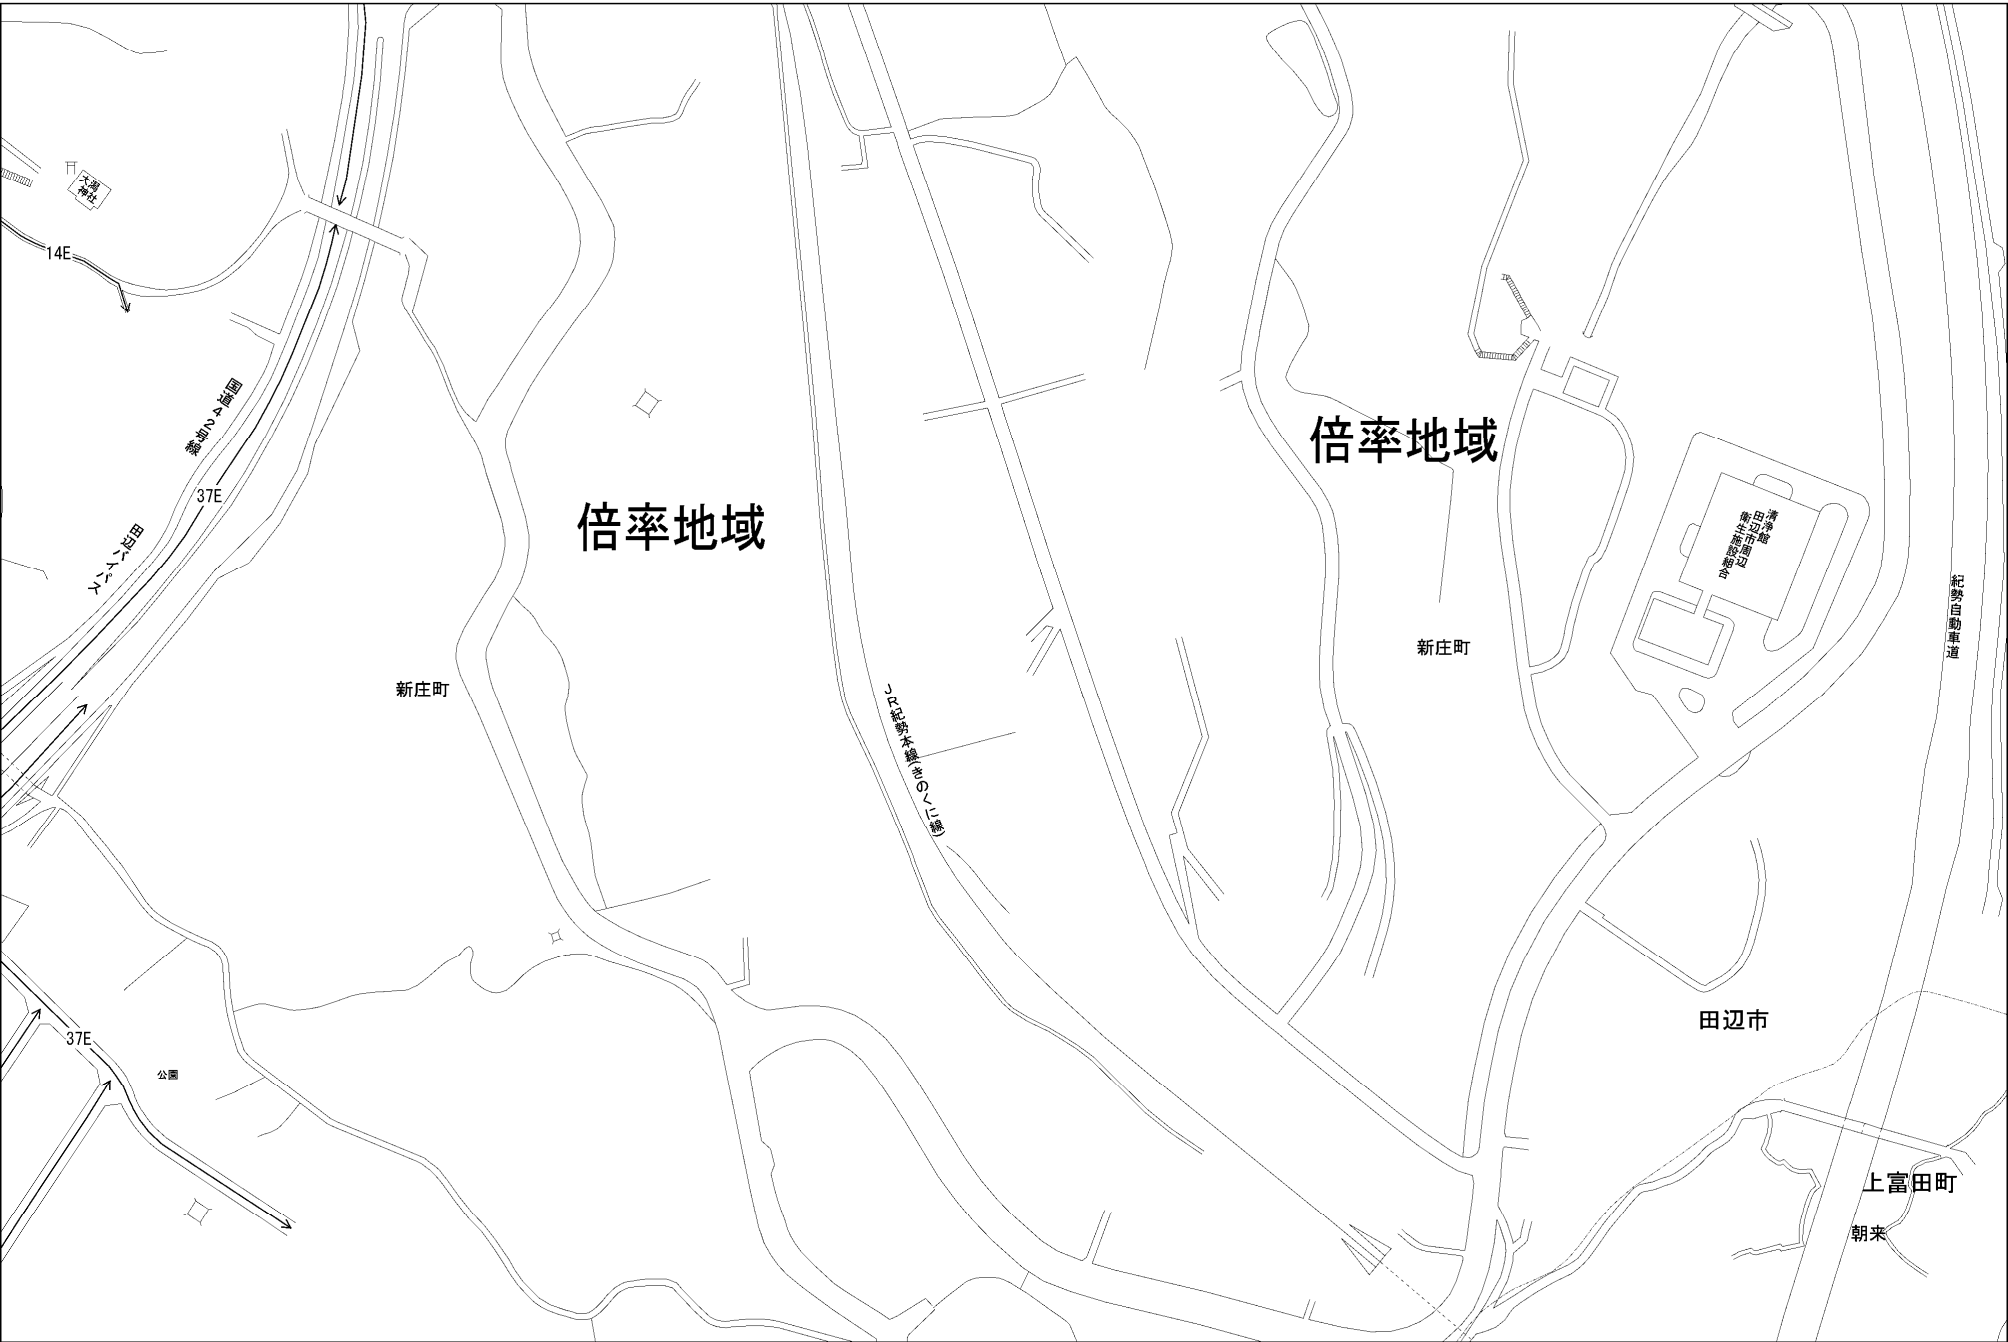 大潟
神社
14E
国道42号線
37E
田辺バイパス
倍率地域
倍率地域
清浄館
田辺市周辺
衛生施設組合
紀勢自動車道
新庄町
新庄町
JR紀勢本線(きのくに線)
田辺市
37E
公園
上富田町
朝来